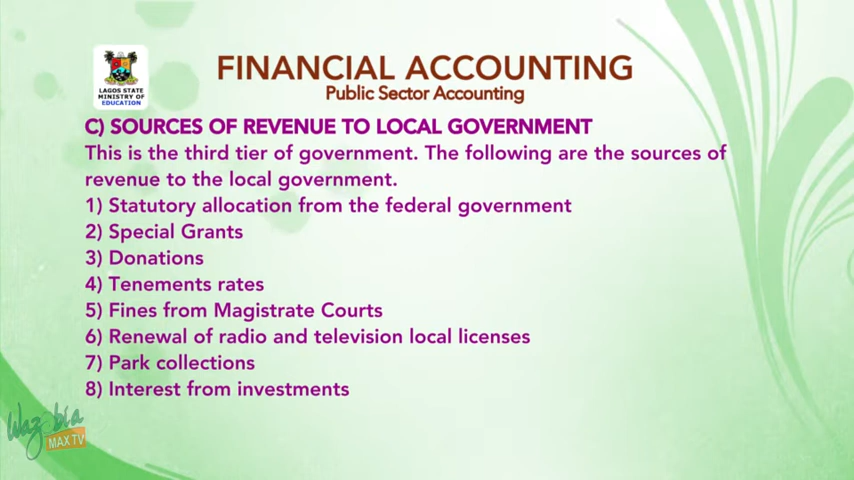 LAGOS STATE
MINISTRY OF
EDUCATION
FINANCIAL ACCOUNTING
Public Sector Accounting
C) SOURCES OF REVENUE TO LOCAL GOVERNMENT
This is the third tier of government. The following are the sources of
revenue to the local government.
1) Statutory allocation from the federal government
2) Special Grants
3) Donations
4) Tenements rates
5) Fines from Magistrate Courts
6) Renewal of radio and television local licenses
7) Park collections
8) Interest from investments
Wazobia
MAX TV